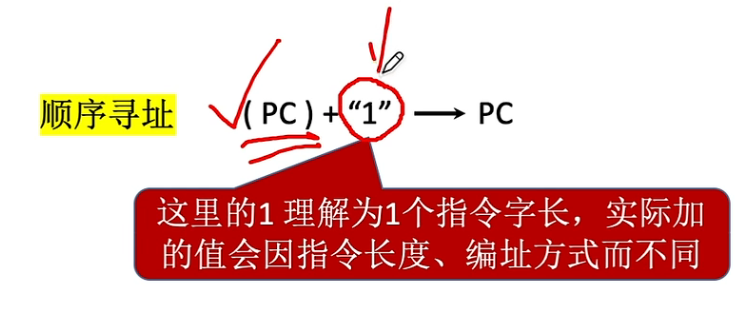 顺序寻址 (PC)+“1” → PC
这里的1 理解为1个指令字长，实际加
的值会因指令长度、编址方式而不同